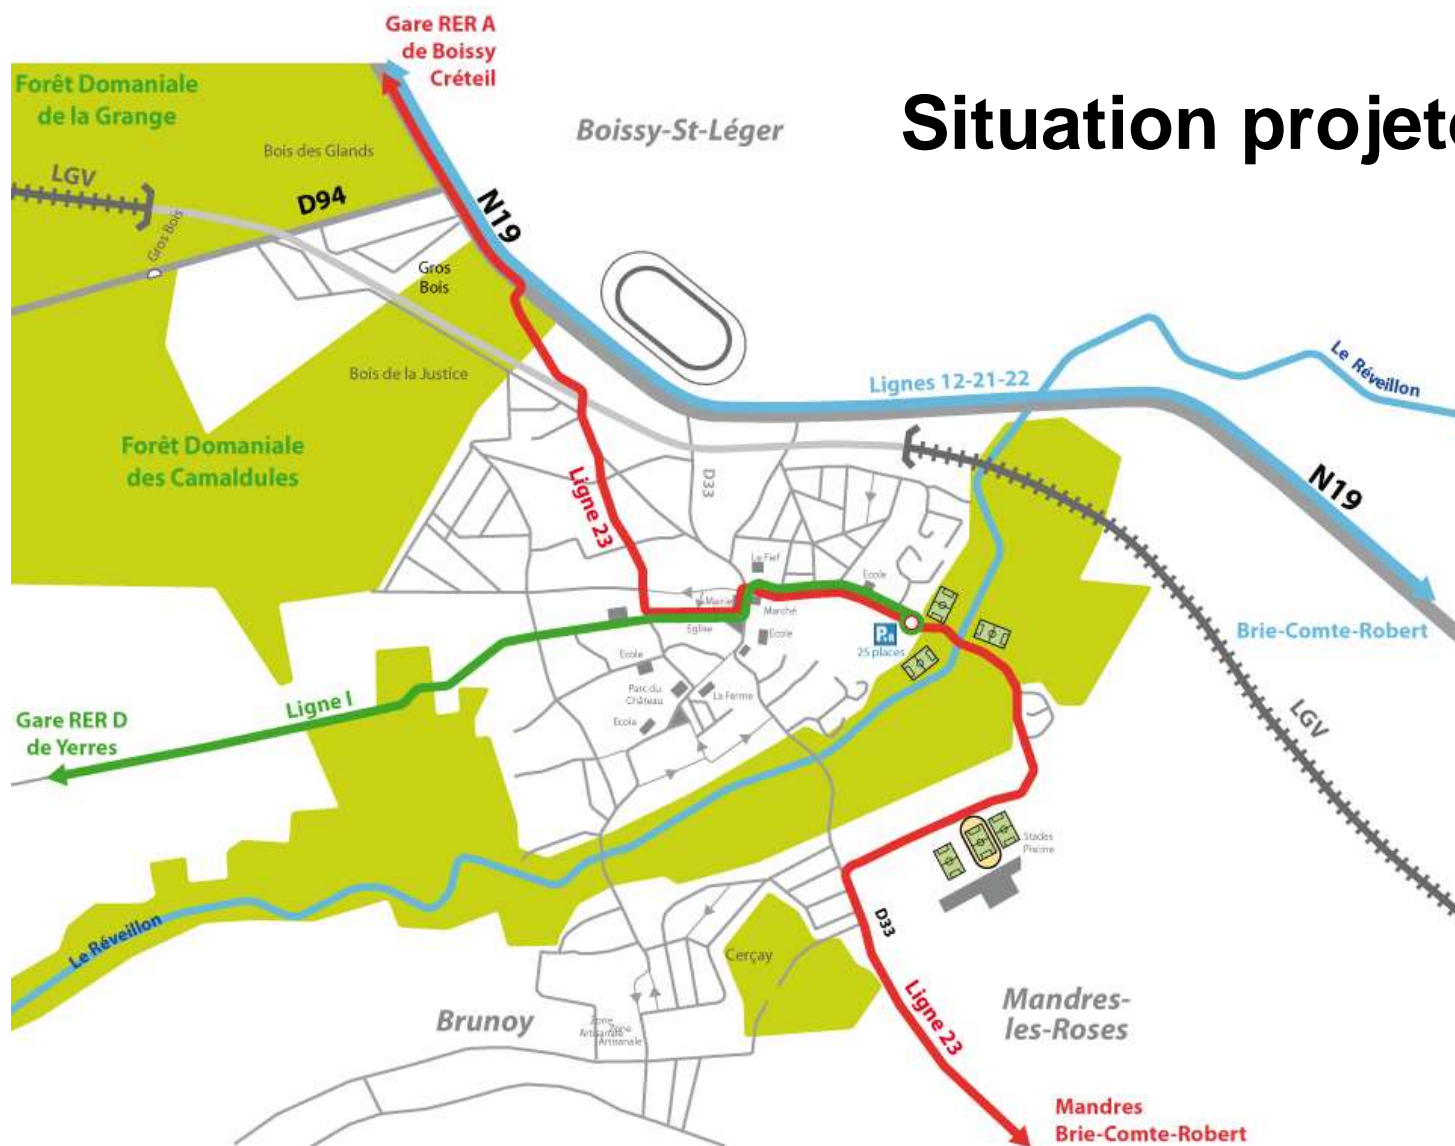 Gare RER A
de Boissy
Créteil
Situation projet
Forêt Domaniale
de la Grange
Boissy-St-Léger
Bois des Glands
LGV
D94
N19
Gros Bois
Gros
Bois
Le Réveillon
Bois de la Justice
Lignes 12-21-22
Forêt Domaniale
des Camaldules
Ligne 23
D33
N19
Le Fief
Ecole
Mairie
Marché
Eglise
Ecole
P+R
25 places
Brie-Comte-Robert
Ecole
Parc du
Château
La Ferme
Ecole
Ligne I
Gare RER D
de Yerres
LGV
Stades
Piscine
D33
Le Réveillon
Cerçay
Ligne 23
Mandres-
les-Roses
Brunoy
Zone
Artisanale
Zone
Artisanale
Mandres
Brie-Comte-Robert